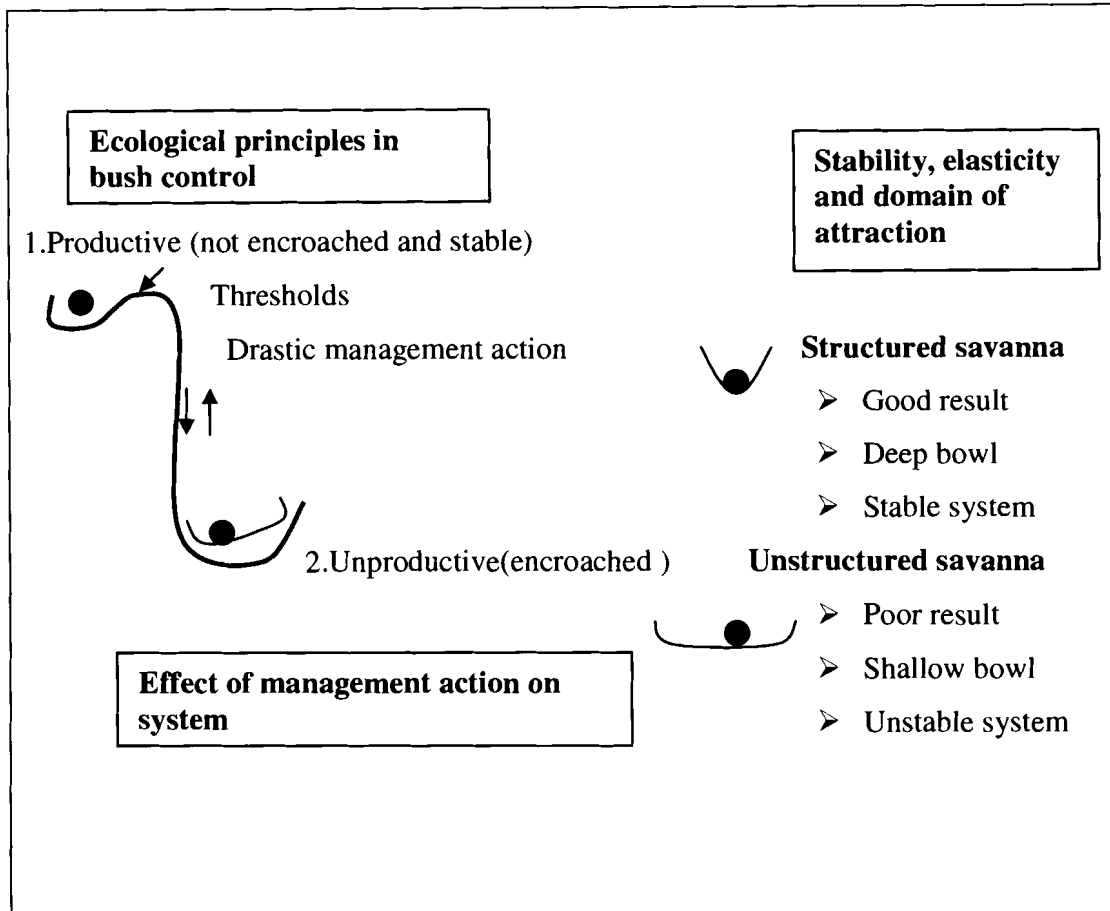 Ecological principles in
bush control
1.Productive (not encroached and stable)
Thresholds
Drastic management action
2.Unproductive(encroached )
Effect of management action on
system
Stability, elasticity
and domain of
attraction
Structured savanna
➢ Good result
➢ Deep bowl
➢ Stable system
Unstructured savanna
➢ Poor result
➢ Shallow bowl
➢ Unstable system